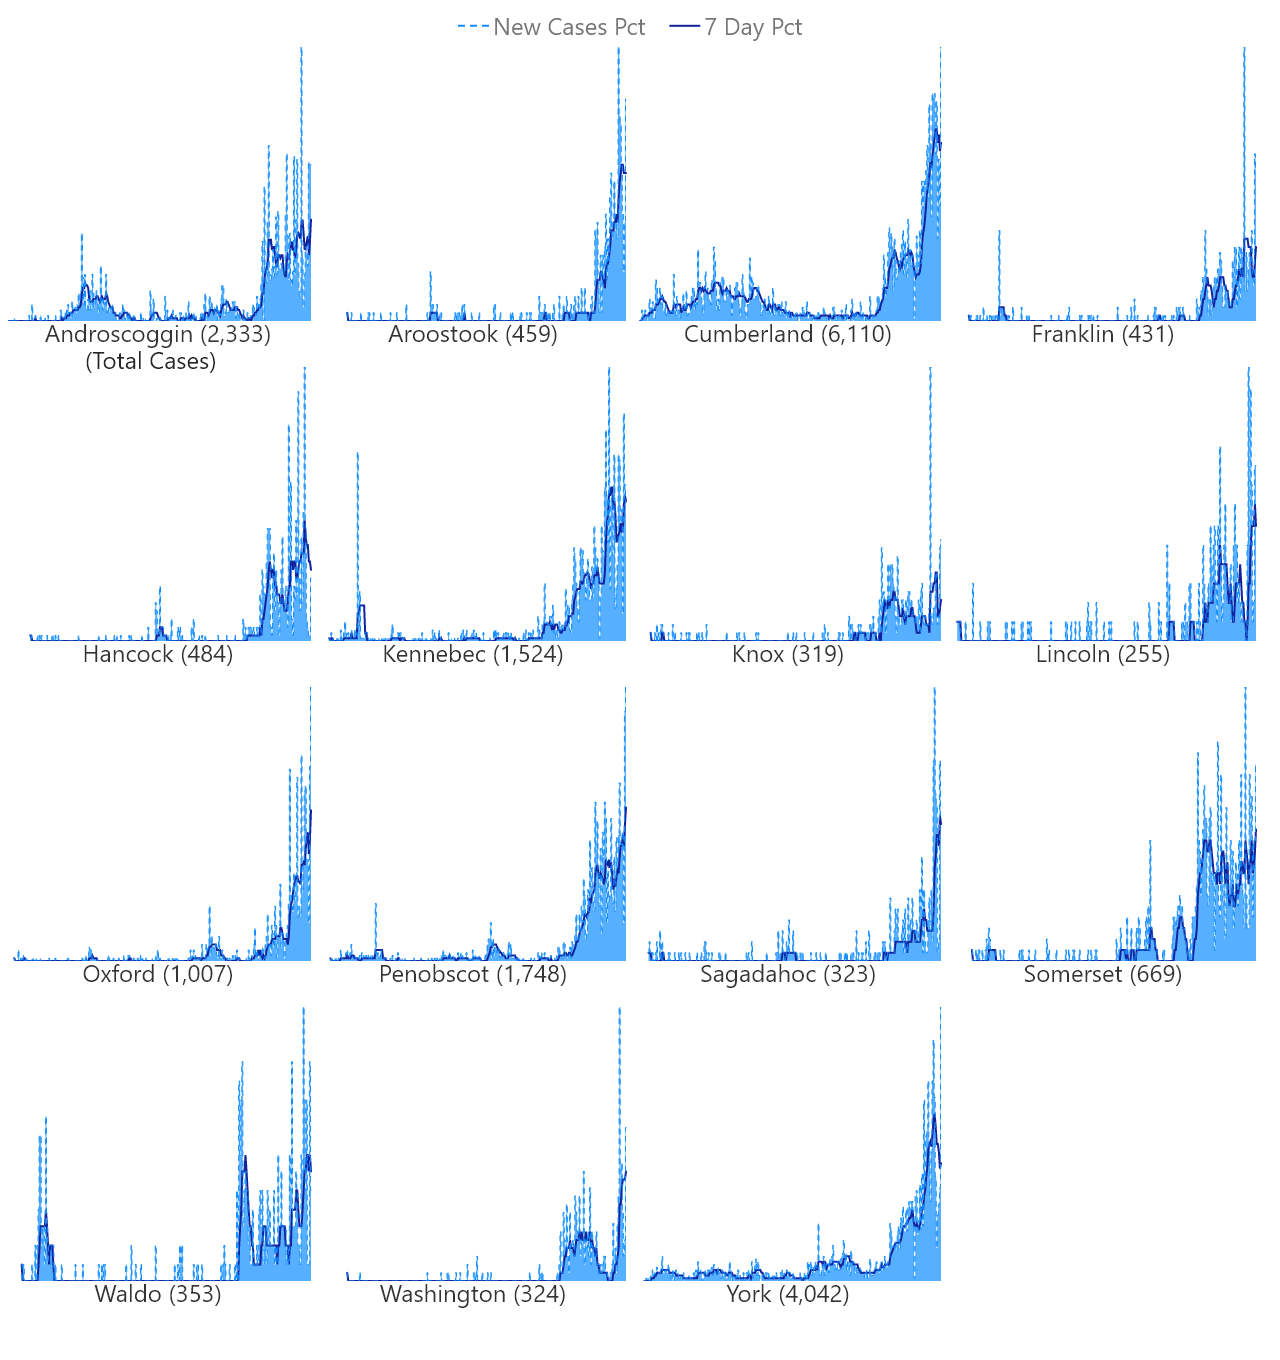 New Cases Pct 7 Day Pct
Androscoggin (2,333) Aroostook (459) Cumberland (6,110) Franklin (431)
(Total Cases)
Hancock (484) Kennebec (1,524) Knox (319) Lincoln (255)
Oxford (1,007) Penobscot (1,748) Sagadahoc (323) Somerset (669)
Waldo (353) Washington (324) York (4,042)